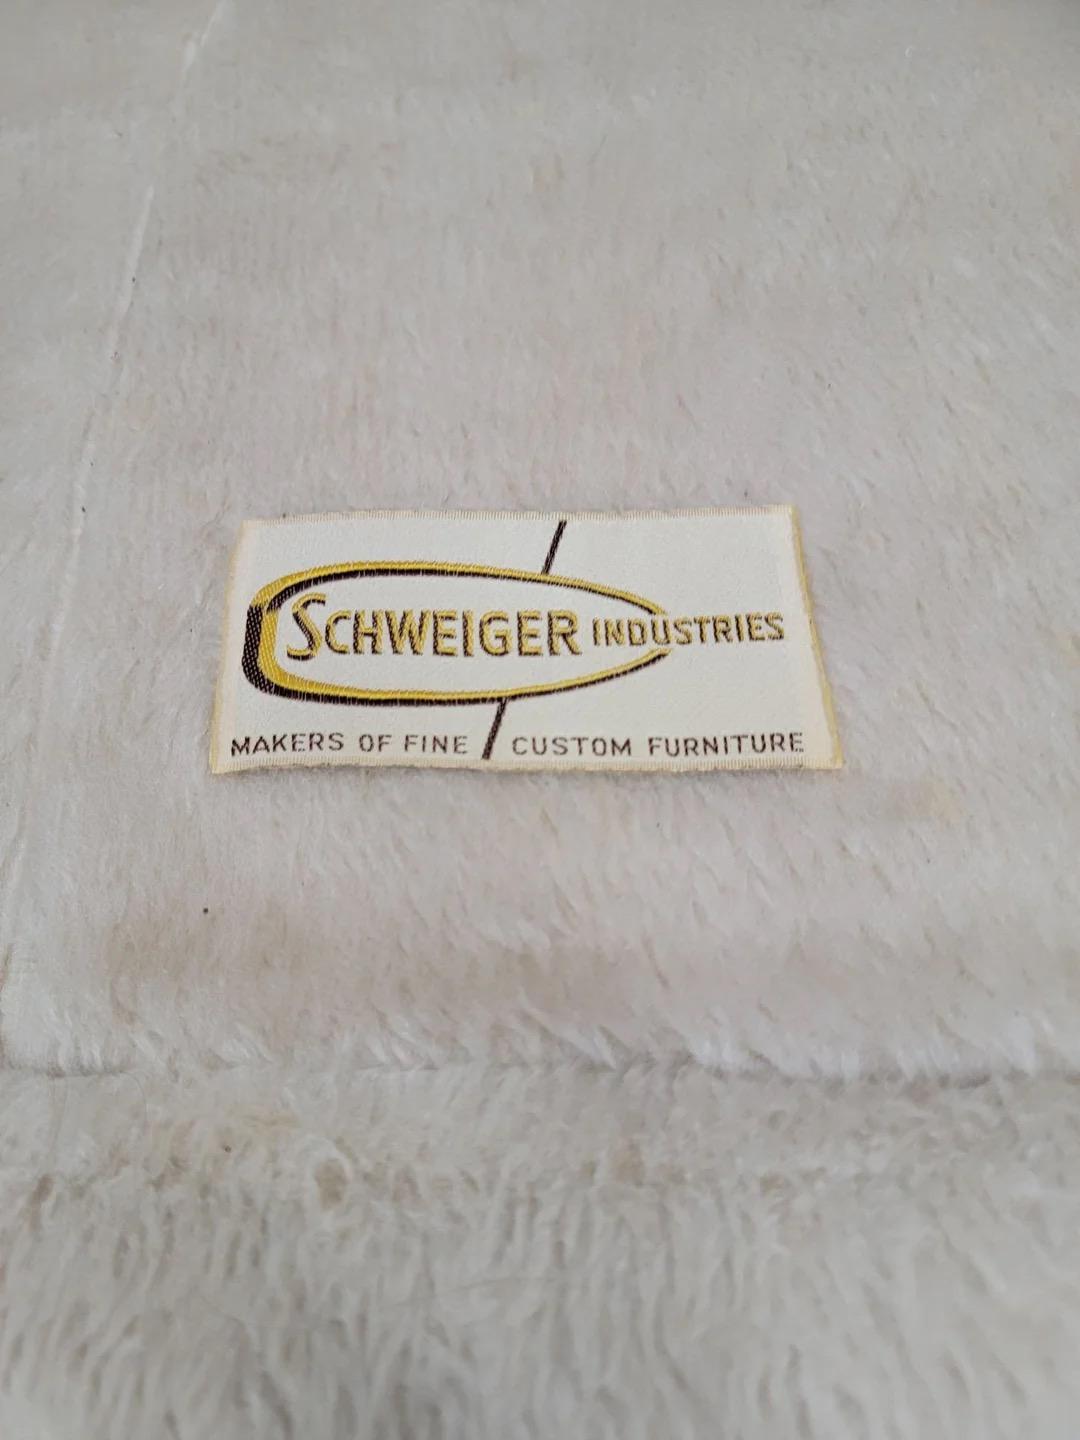 SCHWEIGER INDUSTRIES
MAKERS OF FINE CUSTOM FURNITURE